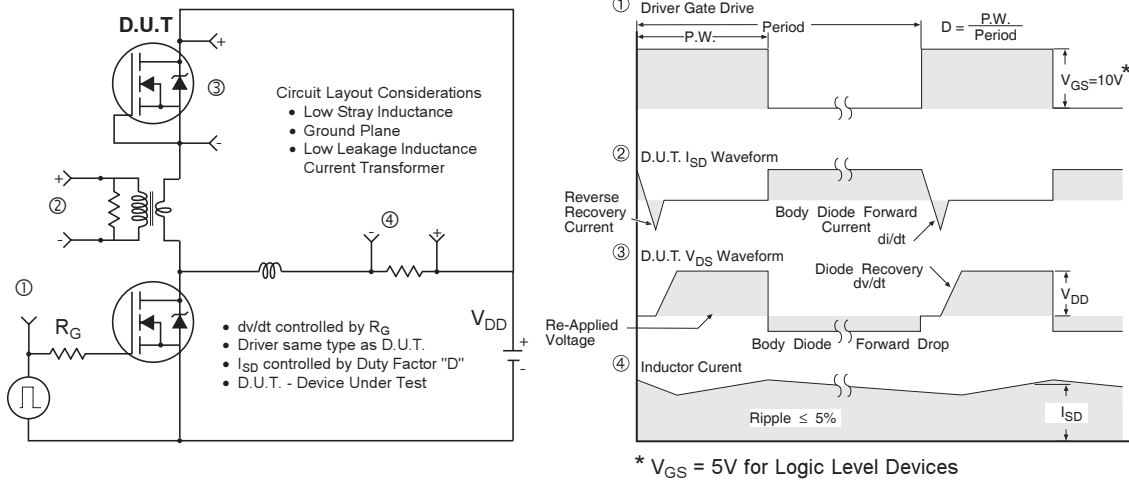 D.U.T
+
③
-
Circuit Layout Considerations
• Low Stray Inductance
• Ground Plane
• Low Leakage Inductance
Current Transformer
+
②
-
④
-
+
①
R_G
• dv/dt controlled by R_G
• Driver same type as D.U.T.
• I_SD controlled by Duty Factor "D"
• D.U.T. - Device Under Test
V_DD
+
-
① Driver Gate Drive
P.W.
Period
D = P.W. / Period
V_GS=10V *
② D.U.T. I_SD Waveform
Reverse
Recovery
Current
Body Diode Forward
Current
di/dt
③ D.U.T. V_DS Waveform
Diode Recovery
dv/dt
V_DD
Re-Applied
Voltage
Body Diode Forward Drop
④ Inductor Curent
Ripple ≤ 5%
I_SD
* V_GS = 5V for Logic Level Devices